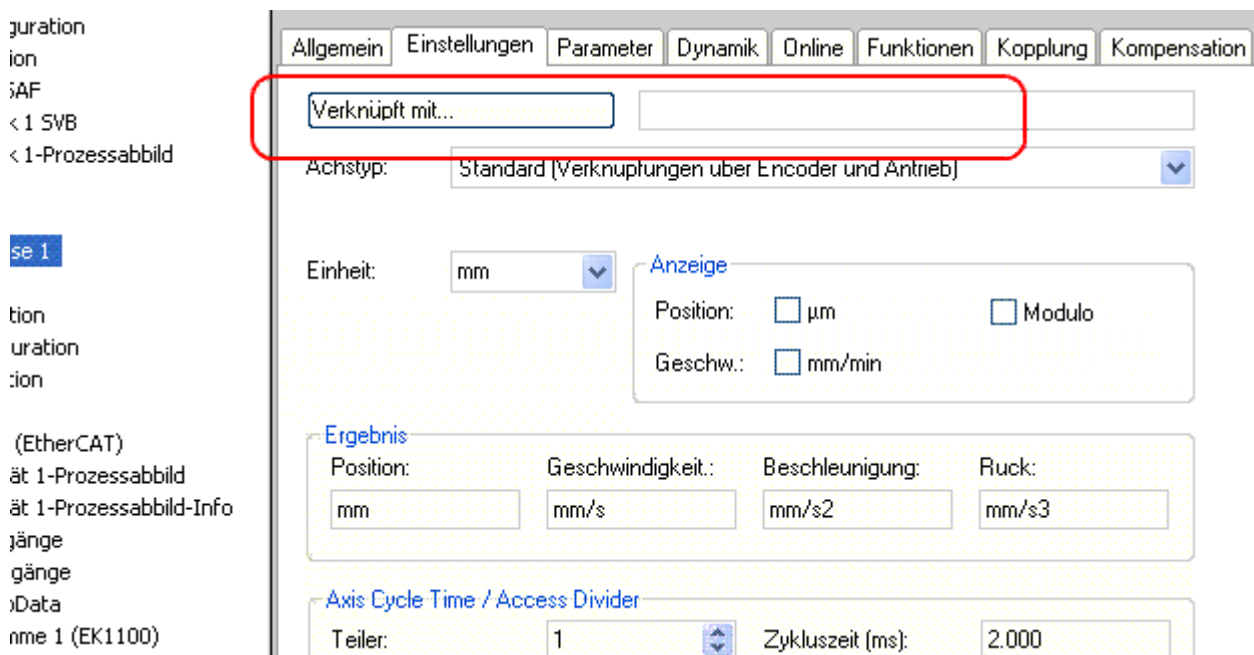 guration
ion
SAF
k 1 SVB
k 1-Prozessabbild
se 1
tion
uration
tion
(EtherCAT)
ät 1-Prozessabbild
ät 1-Prozessabbild-Info
gänge
gänge
oData
mme 1 (EK1100)
Allgemein Einstellungen Parameter Dynamik Online Funktionen Kopplung Kompensation
Verknüpft mit...
Achstyp: Standard (Verknüpfungen über Encoder und Antrieb)
Einheit: mm
Anzeige
Position: µm Modulo
Geschw.: mm/min
Ergebnis
Position: Geschwindigkeit.: Beschleunigung: Ruck:
mm mm/s mm/s2 mm/s3
Axis Cycle Time / Access Divider
Teiler: 1 Zykluszeit (ms): 2.000